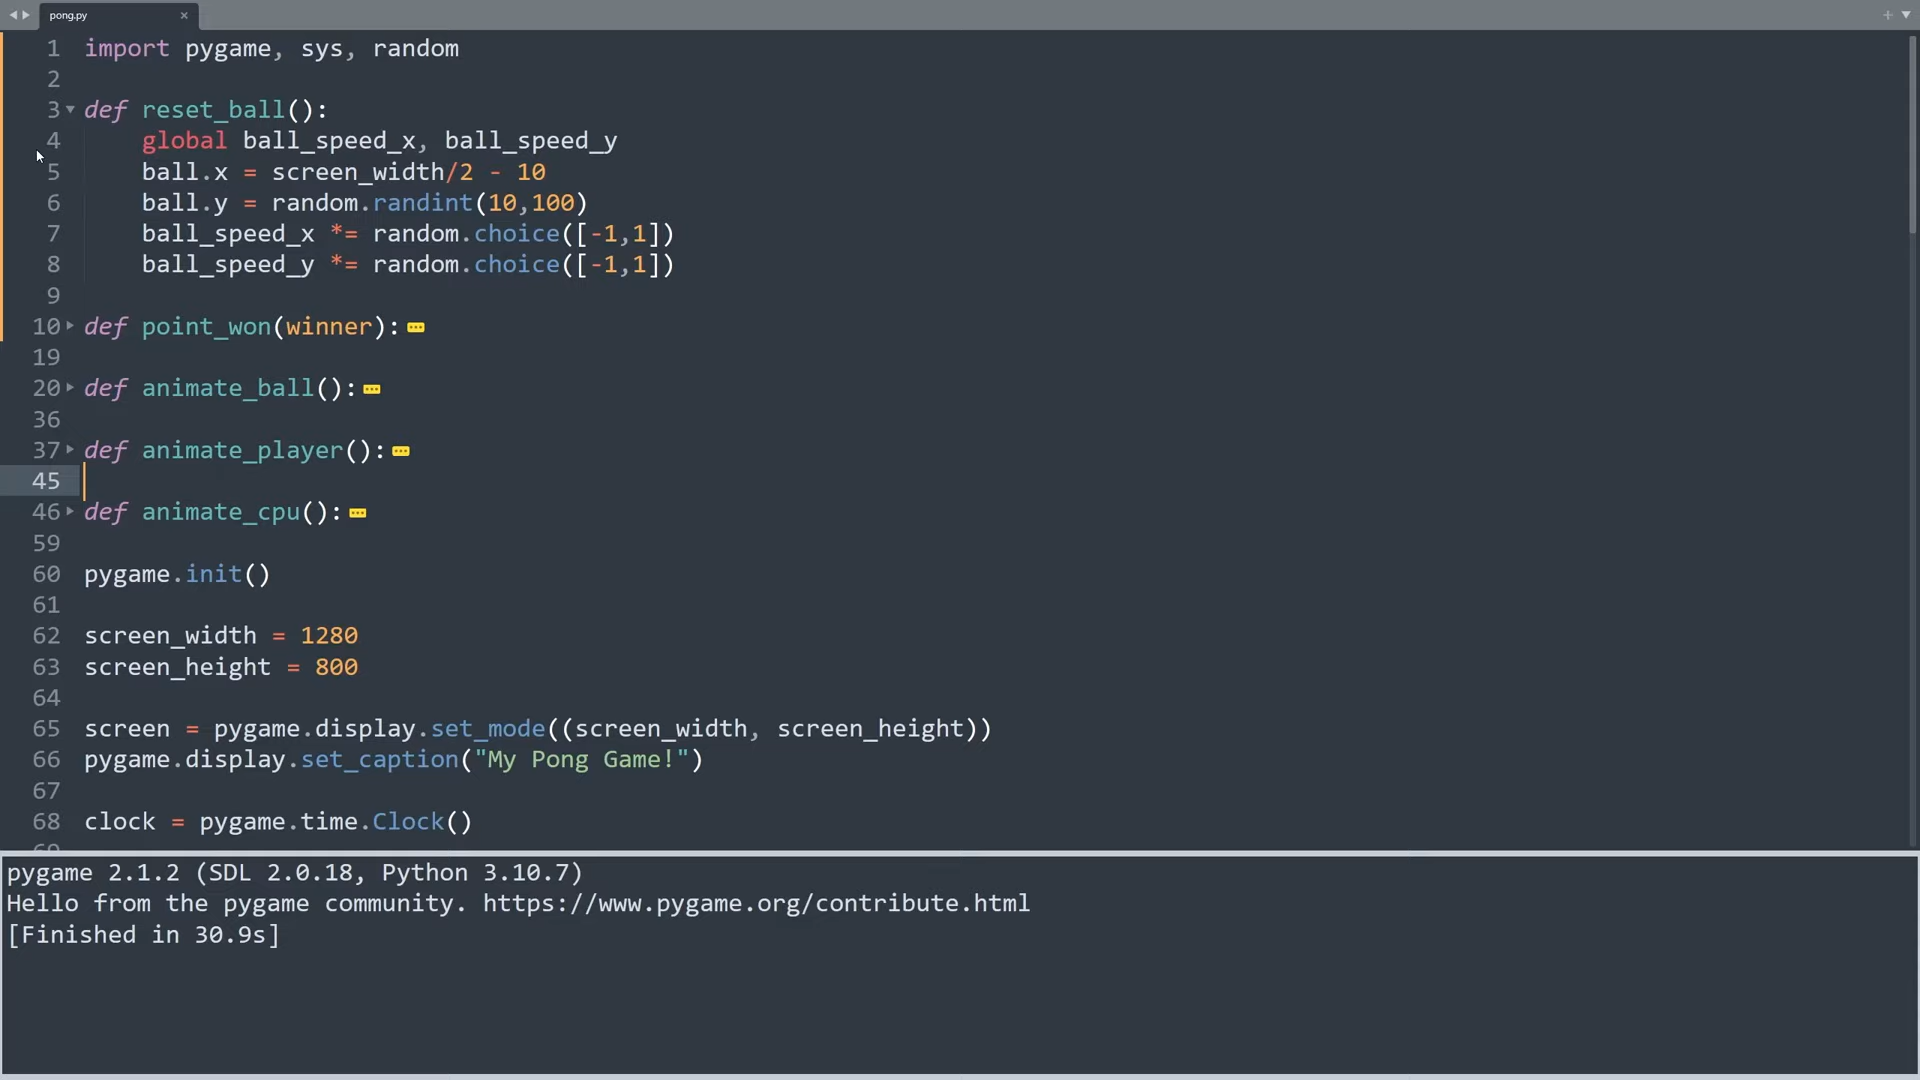 pong.py
1 import pygame, sys, random
2
3 def reset_ball():
4     global ball_speed_x, ball_speed_y
5     ball.x = screen_width/2 - 10
6     ball.y = random.randint(10,100)
7     ball_speed_x *= random.choice([-1,1])
8     ball_speed_y *= random.choice([-1,1])
9
10 def point_won(winner):
19
20 def animate_ball():
36
37 def animate_player():
45
46 def animate_cpu():
59
60 pygame.init()
61
62 screen_width = 1280
63 screen_height = 800
64
65 screen = pygame.display.set_mode((screen_width, screen_height))
66 pygame.display.set_caption("My Pong Game!")
67
68 clock = pygame.time.Clock()
69
pygame 2.1.2 (SDL 2.0.18, Python 3.10.7)
Hello from the pygame community. https://www.pygame.org/contribute.html
[Finished in 30.9s]